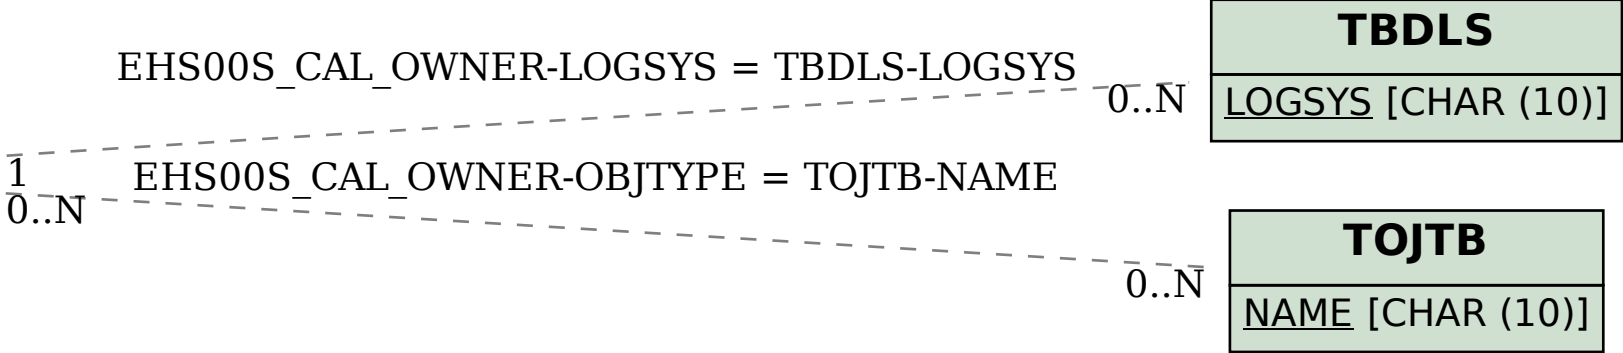 TBDLS
EHS00S_CAL_OWNER-LOGSYS = TBDLS-LOGSYS
0..N
LOGSYS [CHAR (10)]
1
EHS00S_CAL_OWNER-OBJTYPE = TOJTB-NAME
0..N
TOJTB
0..N
NAME [CHAR (10)]